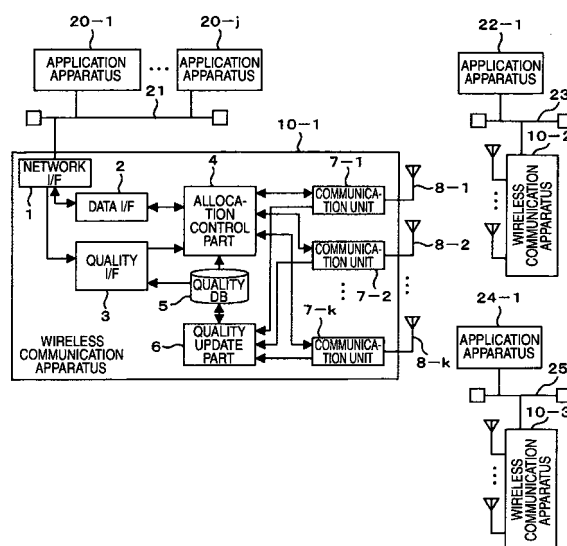 20-1
20-j
APPLICATION
APPARATUS
...
APPLICATION
APPARATUS
21
22-1
APPLICATION
APPARATUS
23
10-2
WIRELESS
COMMUNICATION
APPARATUS
10-1
NETWORK
I/F
1
2
DATA I/F
4
ALLOCA-
TION
CONTROL
PART
7-1
COMMUNICA-
TION UNIT
8-1
QUALITY
I/F
3
COMMUNICA-
TION UNIT
7-2
8-2
QUALITY
DB
5
QUALITY
UPDATE
PART
6
7-k
COMMUNICA-
TION UNIT
8-k
WIRELESS
COMMUNICATION
APPARATUS
24-1
APPLICATION
APPARATUS
25
10-3
WIRELESS
COMMUNICATION
APPARATUS